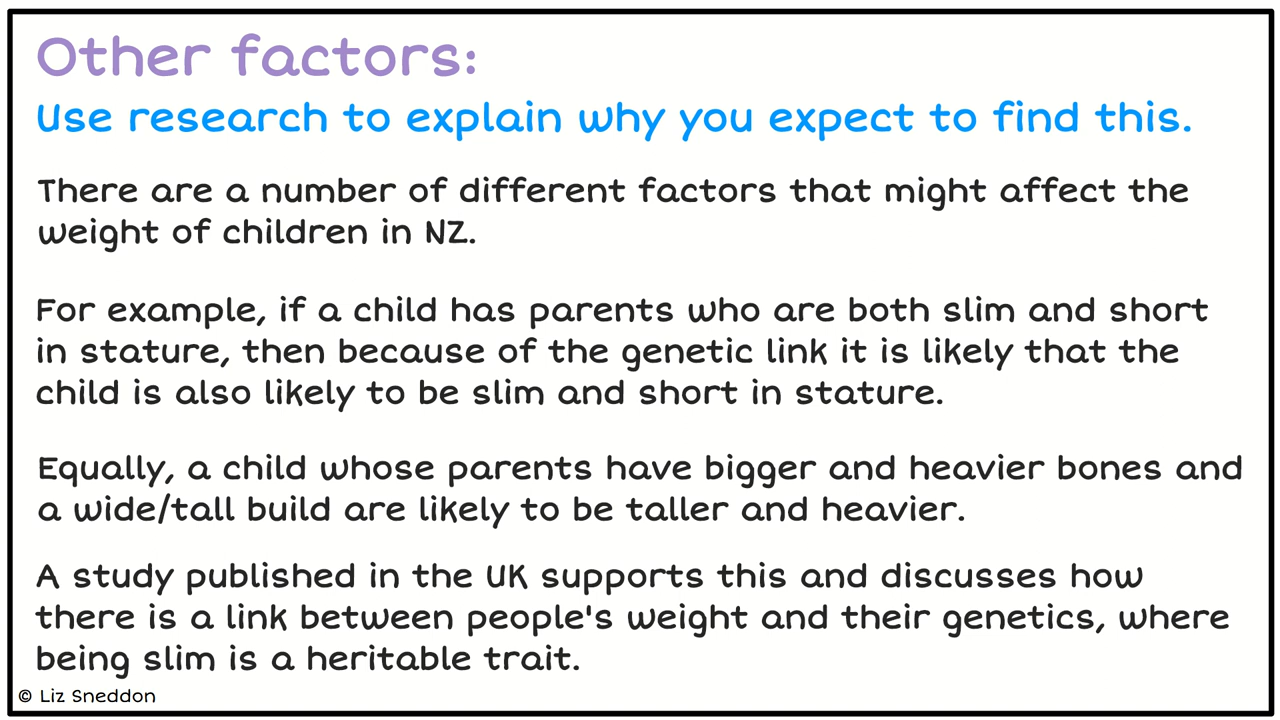 Other factors:
Use research to explain why you expect to find this.
There are a number of different factors that might affect the
weight of children in NZ.
For example, if a child has parents who are both slim and short
in stature, then because of the genetic link it is likely that the
child is also likely to be slim and short in stature.
Equally, a child whose parents have bigger and heavier bones and
a wide/tall build are likely to be taller and heavier.
A study published in the UK supports this and discusses how
there is a link between people's weight and their genetics, where
being slim is a heritable trait.
© Liz Sneddon